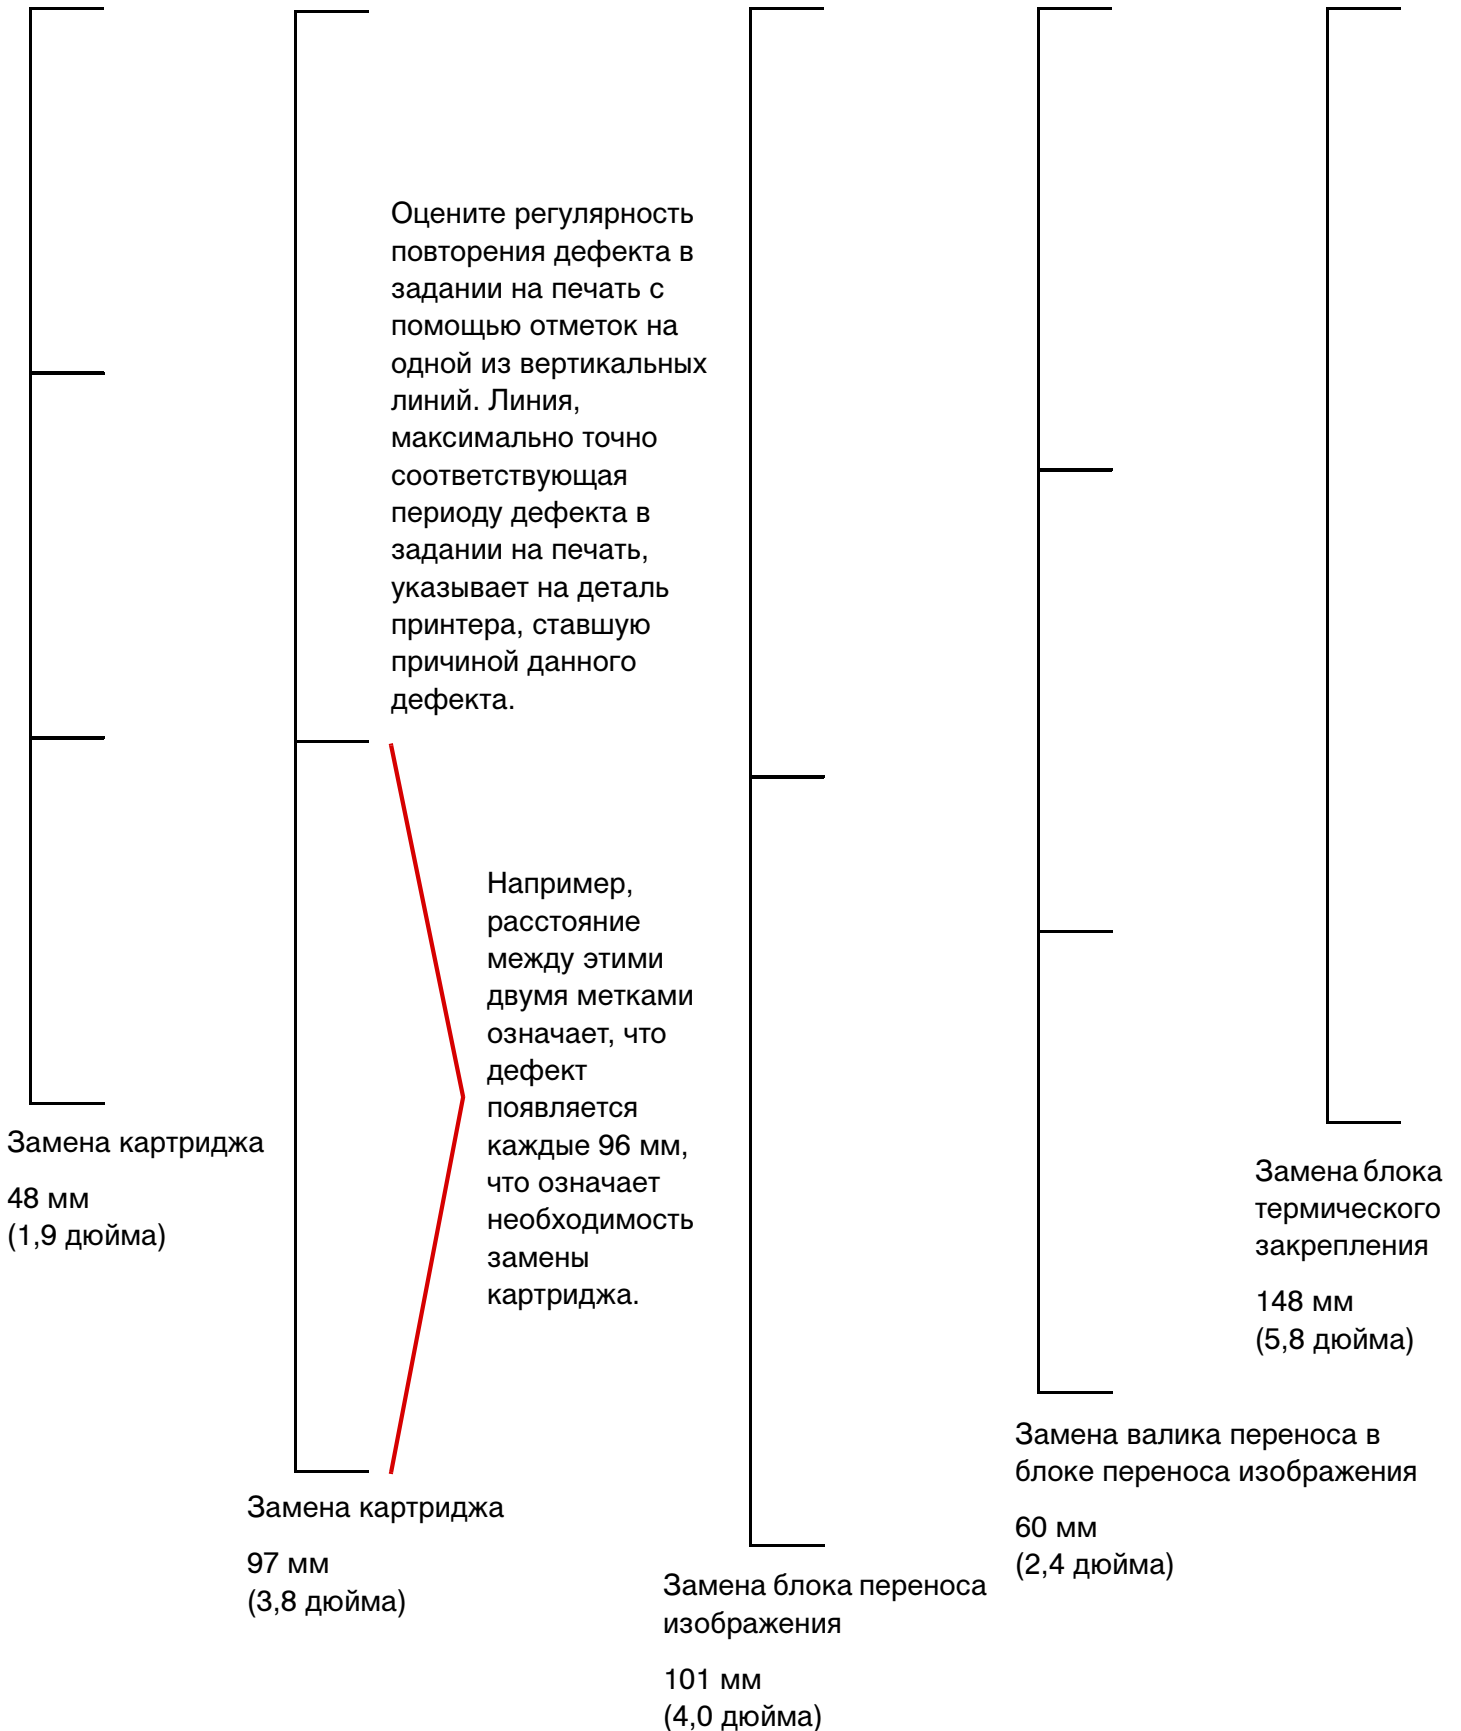 Оцените регулярность
повторения дефекта в
задании на печать с
помощью отметок на
одной из вертикальных
линий. Линия,
максимально точно
соответствующая
периоду дефекта в
задании на печать,
указывает на деталь
принтера, ставшую
причиной данного
дефекта.
Например,
расстояние
между этими
двумя метками
означает, что
дефект
появляется
каждые 96 мм,
что означает
необходимость
замены
картриджа.
Замена картриджа
48 мм
(1,9 дюйма)
Замена картриджа
97 мм
(3,8 дюйма)
Замена блока переноса
изображения
101 мм
(4,0 дюйма)
Замена валика переноса в
блоке переноса изображения
60 мм
(2,4 дюйма)
Замена блока
термического
закрепления
148 мм
(5,8 дюйма)